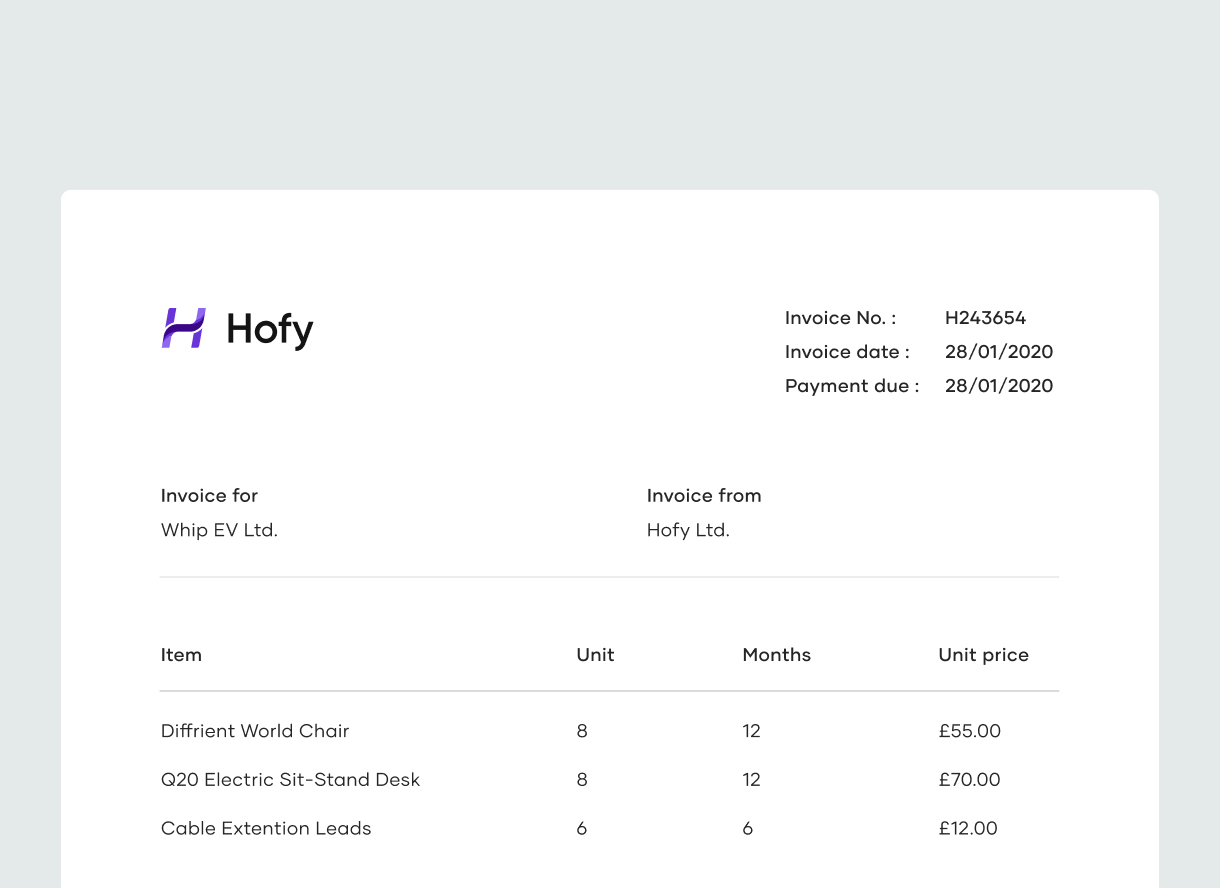 Hofy
Invoice No. : H243654
Invoice date : 28/01/2020
Payment due : 28/01/2020
Invoice for
Whip EV Ltd.
Invoice from
Hofy Ltd.
Item Unit Months Unit price
Diffrient World Chair 8 12 £55.00
Q20 Electric Sit-Stand Desk 8 12 £70.00
Cable Extention Leads 6 6 £12.00